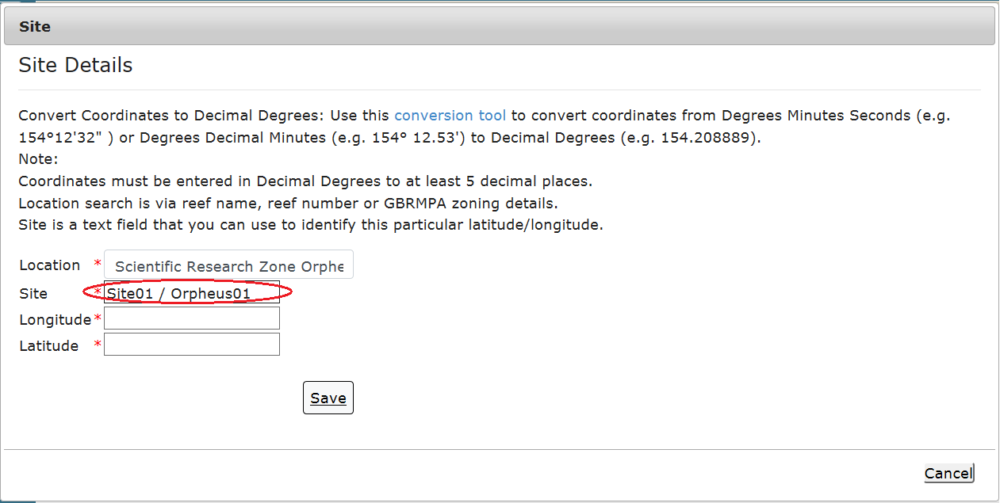 Site
Site Details
Convert Coordinates to Decimal Degrees: Use this conversion tool to convert coordinates from Degrees Minutes Seconds (e.g.
154°12'32" ) or Degrees Decimal Minutes (e.g. 154° 12.53') to Decimal Degrees (e.g. 154.208889).
Note:
Coordinates must be entered in Decimal Degrees to at least 5 decimal places.
Location search is via reef name, reef number or GBRMPA zoning details.
Site is a text field that you can use to identify this particular latitude/longitude.
Location * Scientific Research Zone Orphe
Site * Site01 / Orpheus01
Longitude *
Latitude *
Save
Cancel